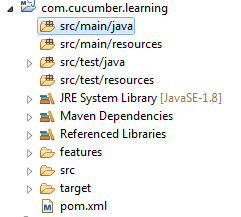 com.cucumber.learning
src/main/java
src/main/resources
src/test/java
src/test/resources
JRE System Library [JavaSE-1.8]
Maven Dependencies
Referenced Libraries
features
src
target
pom.xml